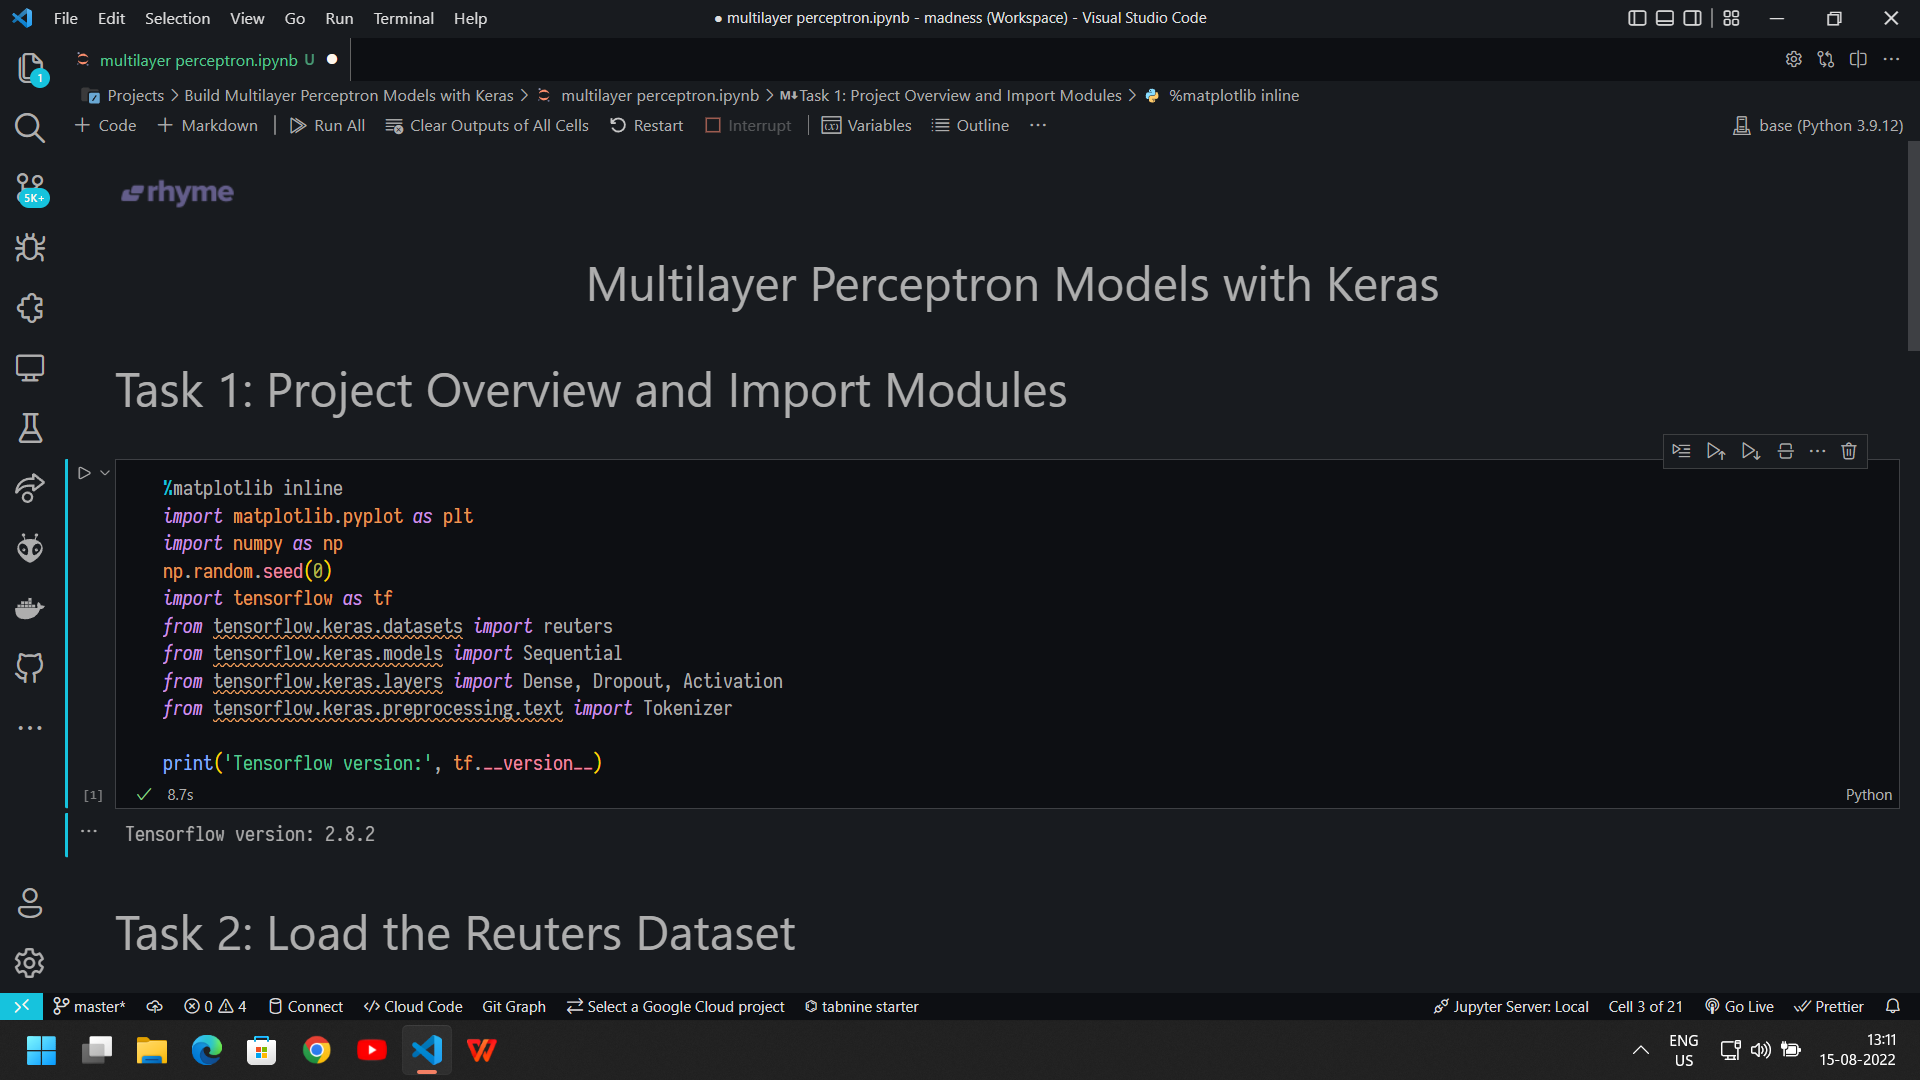 File Edit Selection View Go Run Terminal Help
● multilayer perceptron.ipynb - madness (Workspace) - Visual Studio Code
multilayer perceptron.ipynb U
1
Projects > Build Multilayer Perceptron Models with Keras > multilayer perceptron.ipynb > M↓Task 1: Project Overview and Import Modules > %matplotlib inline
+ Code + Markdown | Run All Clear Outputs of All Cells Restart Interrupt | Variables Outline ...
base (Python 3.9.12)
5K+
rhyme
Multilayer Perceptron Models with Keras
Task 1: Project Overview and Import Modules
%matplotlib inline
import matplotlib.pyplot as plt
import numpy as np
np.random.seed(0)
import tensorflow as tf
from tensorflow.keras.datasets import reuters
from tensorflow.keras.models import Sequential
from tensorflow.keras.layers import Dense, Dropout, Activation
from tensorflow.keras.preprocessing.text import Tokenizer
print('Tensorflow version:', tf.__version__)
[1] 8.7s
Python
Tensorflow version: 2.8.2
Task 2: Load the Reuters Dataset
master* 0 4 Connect Cloud Code Git Graph Select a Google Cloud project tabnine starter
Jupyter Server: Local Cell 3 of 21 Go Live Prettier
ENG
US
13:11
15-08-2022